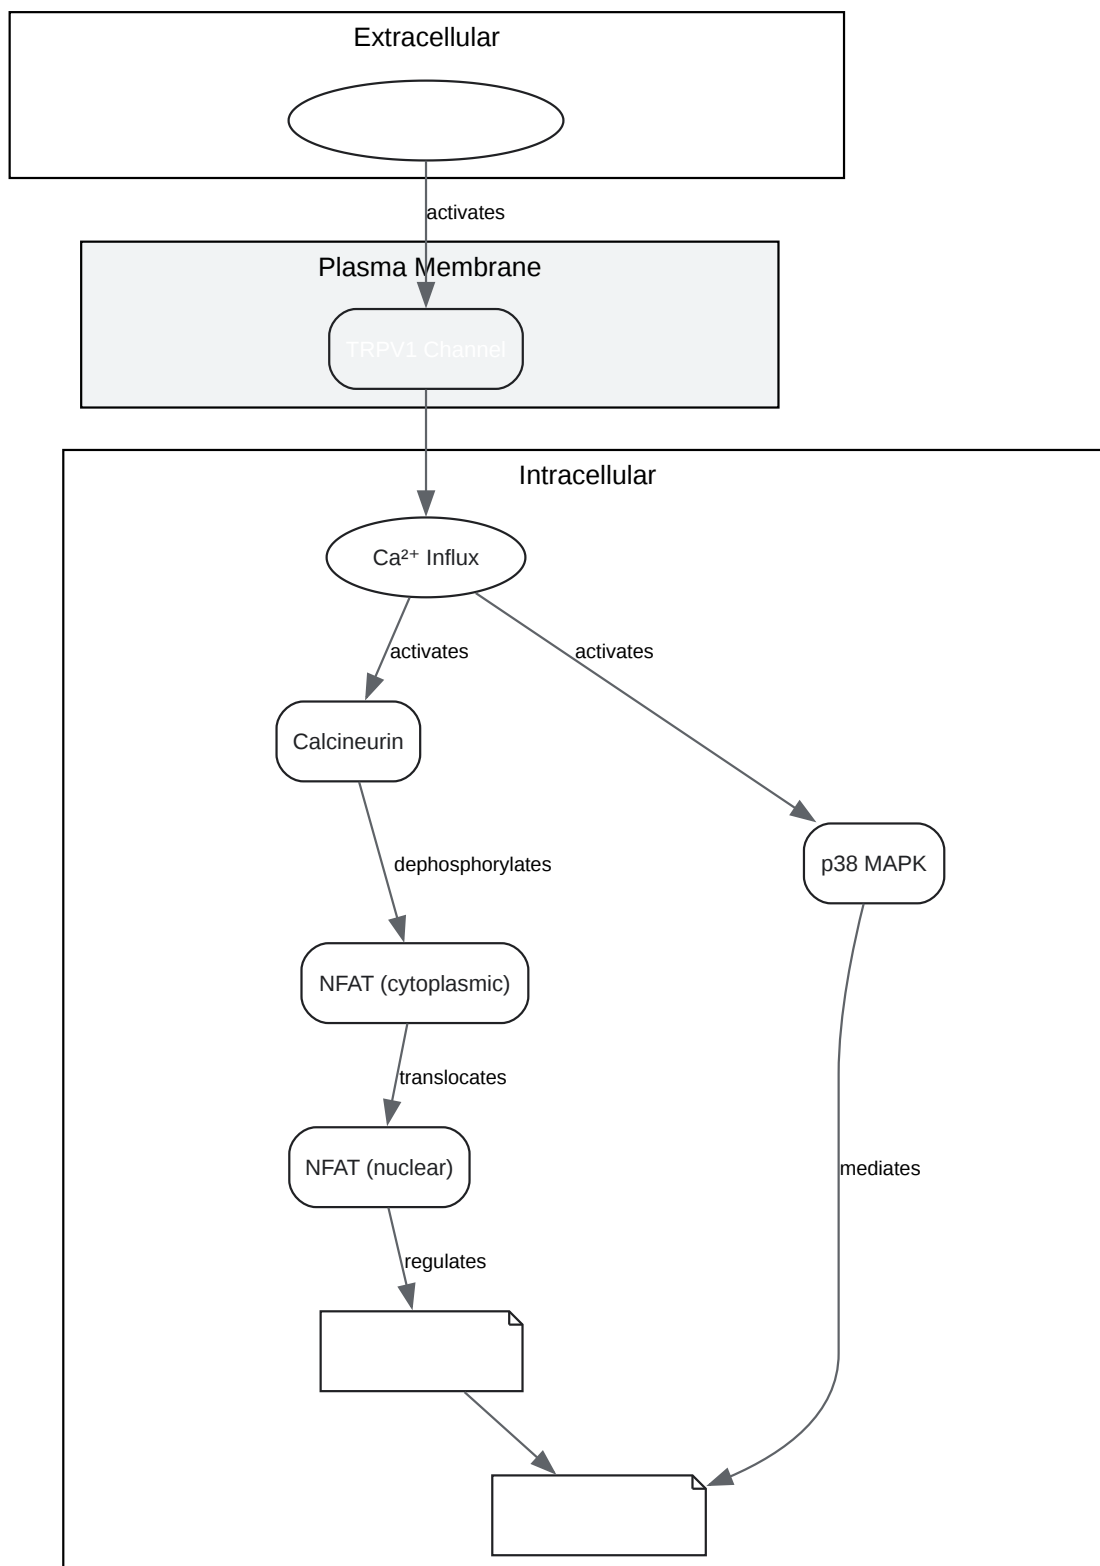 Extracellular
activates
Plasma Membrane
TRPV1 Channel
Intracellular
Ca²⁺ Influx
activates
activates
Calcineurin
dephosphorylates
p38 MAPK
NFAT (cytoplasmic)
translocates
NFAT (nuclear)
mediates
regulates